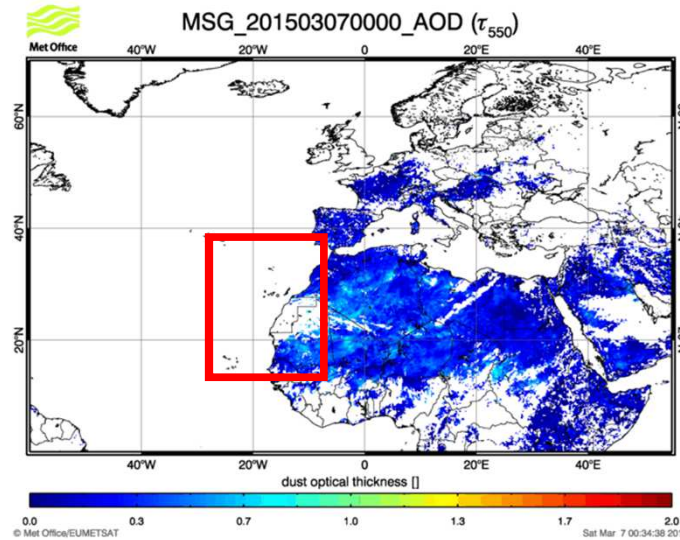 MSG_201503070000_AOD (τ550)
Met Office
40°W 20°W 0 20°E 40°E
60°N
40°N
20°N
40°W 20°W 0 20°E 40°E
dust optical thickness []
0.0 0.3 0.7 1.0 1.3 1.7 2.0
© Met Office/EUMETSAT Sat Mar 7 00:34:38 201